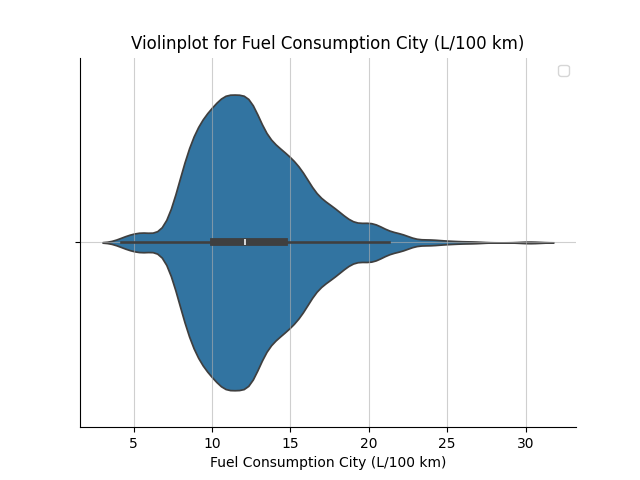 Violinplot for Fuel Consumption City (L/100 km)
5 10 15 20 25 30
Fuel Consumption City (L/100 km)